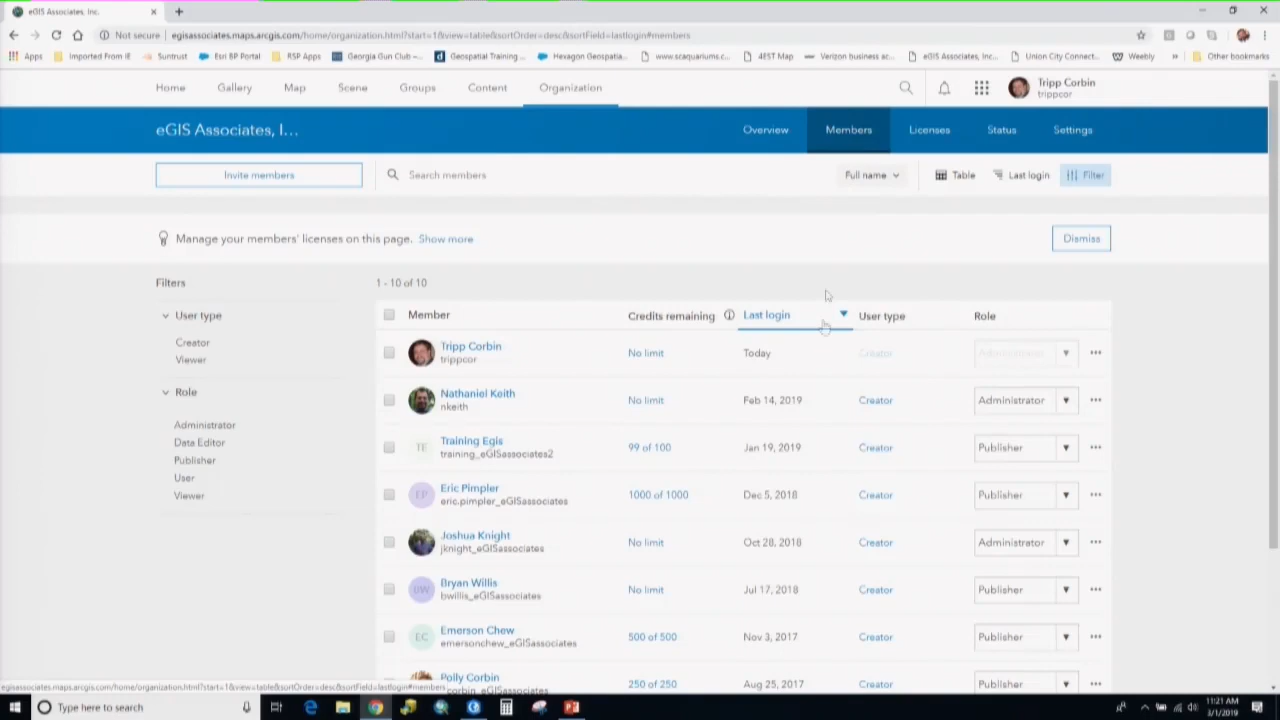 eGIS Associates, Inc.
Not secure | egisassociates.maps.arcgis.com/home/organization.html?start=1&view=table&sortOrder=desc&sortField=lastlogin#members
Apps Imported From IE Suntrust Esri BP Portal RSP Apps Georgia Gun Club –... Geospatial Training ... Hexagon Geospatia... www.scaquariums.c... 4EST Map Verizon business ac... eGIS Associates, Inc... Union City Connect... Weebly » Other bookmarks
Home Gallery Map Scene Groups Content Organization Tripp Corbin
trippcor
eGIS Associates, I... Overview Members Licenses Status Settings
Invite members Search members Full name Table Last login Filter
Manage your members' licenses on this page. Show more Dismiss
Filters 1 - 10 of 10
User type
Creator
Viewer
Role
Administrator
Data Editor
Publisher
User
Viewer
Member Credits remaining Last login User type Role
Tripp Corbin No limit Today Creator Administrator
trippcor
Nathaniel Keith No limit Feb 14, 2019 Creator Administrator
nkeith
TE Training Egis 99 of 100 Jan 19, 2019 Creator Publisher
training_eGISassociates2
EP Eric Pimpler 1000 of 1000 Dec 5, 2018 Creator Publisher
eric.pimpler_eGISassociates
Joshua Knight No limit Oct 28, 2018 Creator Administrator
jknight_eGISassociates
BW Bryan Willis No limit Jul 17, 2018 Creator Publisher
bwillis_eGISassociates
EC Emerson Chew 500 of 500 Nov 3, 2017 Creator Publisher
emersonchew_eGISassociates
Polly Corbin 250 of 250 Aug 25, 2017 Creator Publisher
corbin_eGISassociates
egisassociates.maps.arcgis.com/home/organization.html?start=1&view=table&sortOrder=desc&sortField=lastlogin#members
Type here to search 11:21 AM
3/1/2019